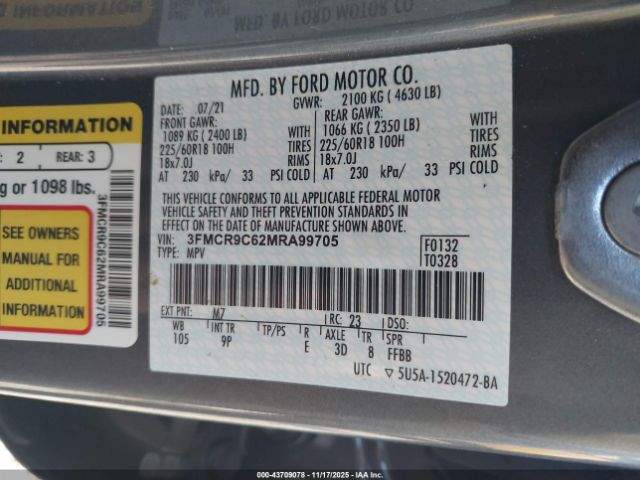 MFD. BY FORD MOTOR CO.
DATE: 07/21 GVWR: 2100 KG ( 4630 LB)
FRONT GAWR: REAR GAWR:
1089 KG ( 2400 LB) WITH 1066 KG ( 2350 LB) WITH
225/60R18 100H TIRES 225/60R18 100H TIRES
18x7.0J RIMS 18x7.0J RIMS
AT 230 kPa/ 33 PSI COLD AT 230 kPa/ 33 PSI COLD
THIS VEHICLE CONFORMS TO ALL APPLICABLE FEDERAL MOTOR
VEHICLE SAFETY AND THEFT PREVENTION STANDARDS IN
EFFECT ON THE DATE OF MANUFACTURE SHOWN ABOVE.
VIN: 3FMCR9C62MRA99705 F0132
TYPE: MPV T0328
EXT PNT: M7 RC: 23 DSO:
WB INT TR TP/PS R AXLE TR SPR
105 9P E 3D 8 FFBB
UTC ▽ 5U5A-1520472-BA
INFORMATION
2 REAR: 3
g or 1098 lbs.
SEE OWNERS
MANUAL FOR
ADDITIONAL
INFORMATION
3FMCR9C62MRA99705
000-43709078 - 11/17/2025 - IAAI.COM